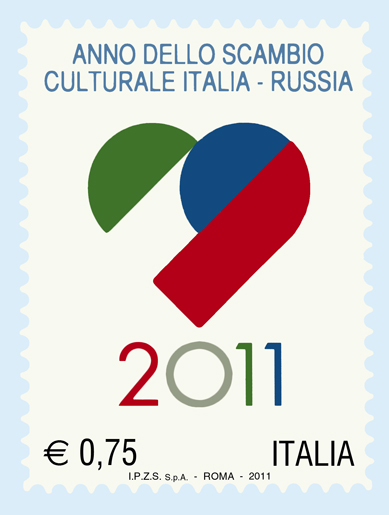 ANNO DELLO SCAMBIO
CULTURALE ITALIA - RUSSIA
2011
€ 0,75 ITALIA
I.P.Z.S. S.p.A. - ROMA - 2011